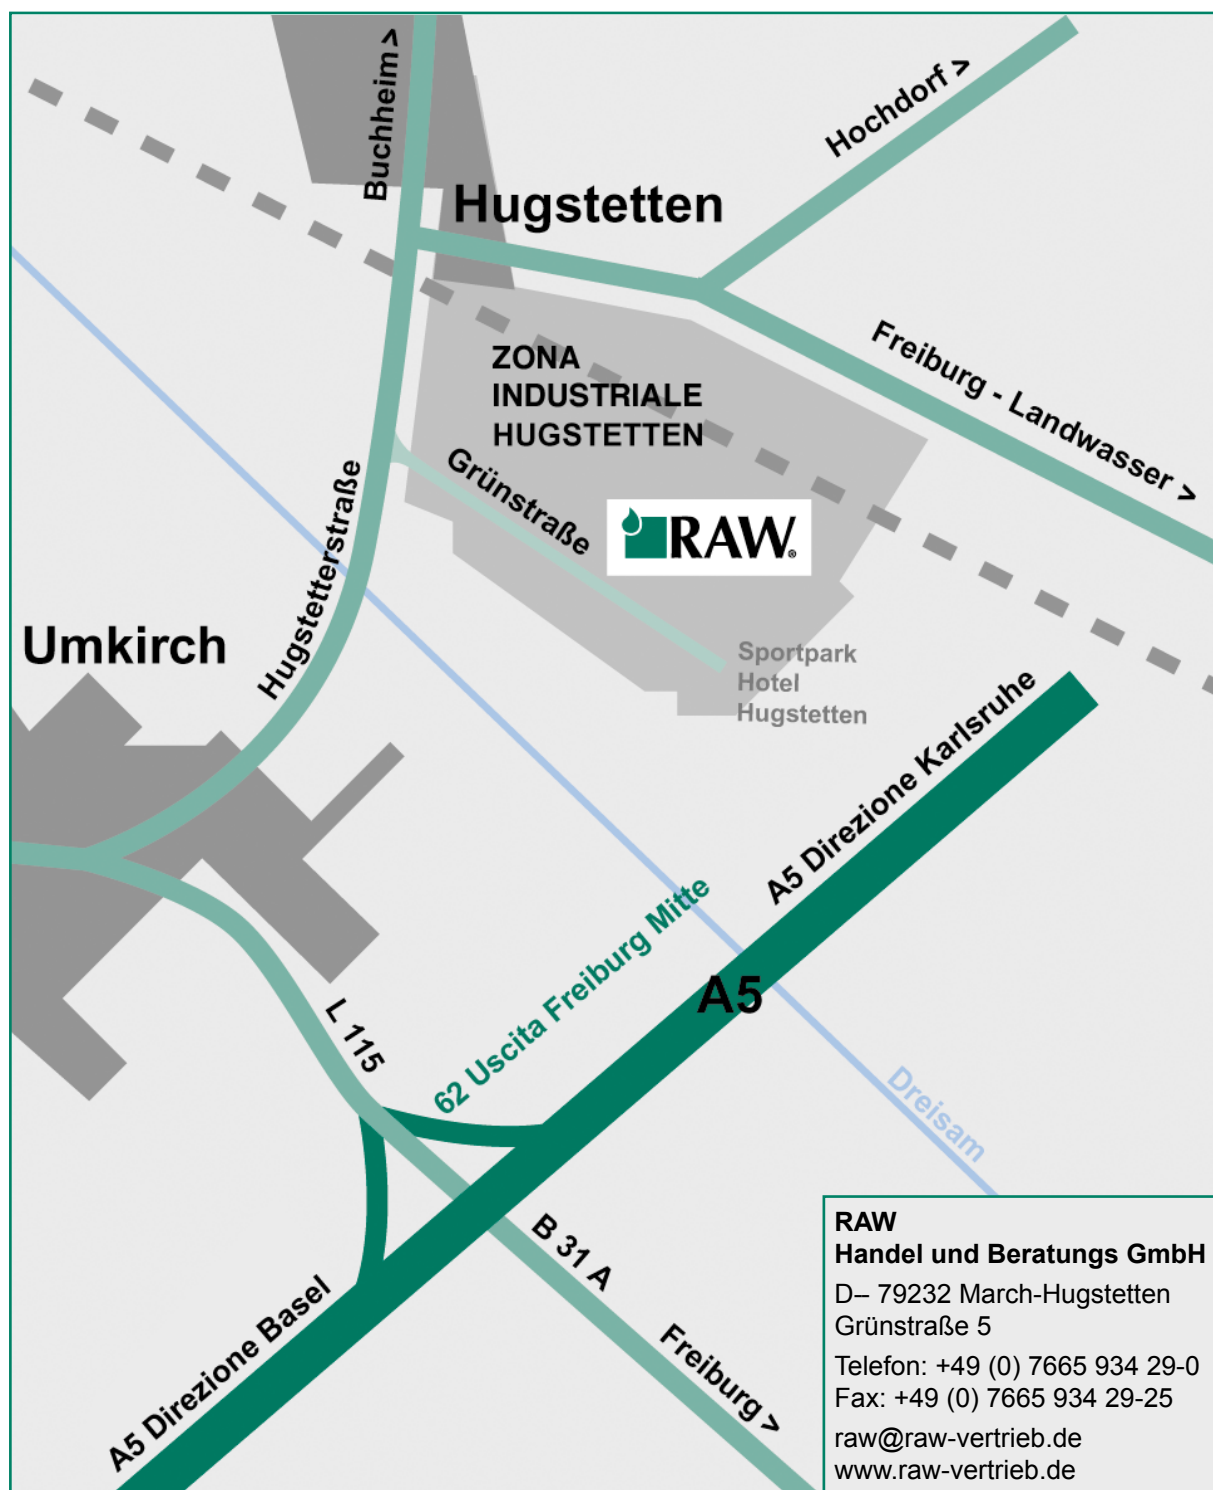 Buchheim >
Hochdorf >
Hugstetten
Freiburg - Landwasser >
ZONA
INDUSTRIALE
HUGSTETTEN
Grünstraße
RAW®
Hugstetterstraße
Umkirch
Sportpark
Hotel
Hugstetten
A5 Direzione Karlsruhe
62 Uscita Freiburg Mitte
A5
L 115
Dreisam
B 31 A
A5 Direzione Basel
Freiburg >
RAW
Handel und Beratungs GmbH
D– 79232 March-Hugstetten
Grünstraße 5
Telefon: +49 (0) 7665 934 29-0
Fax: +49 (0) 7665 934 29-25
raw@raw-vertrieb.de
www.raw-vertrieb.de